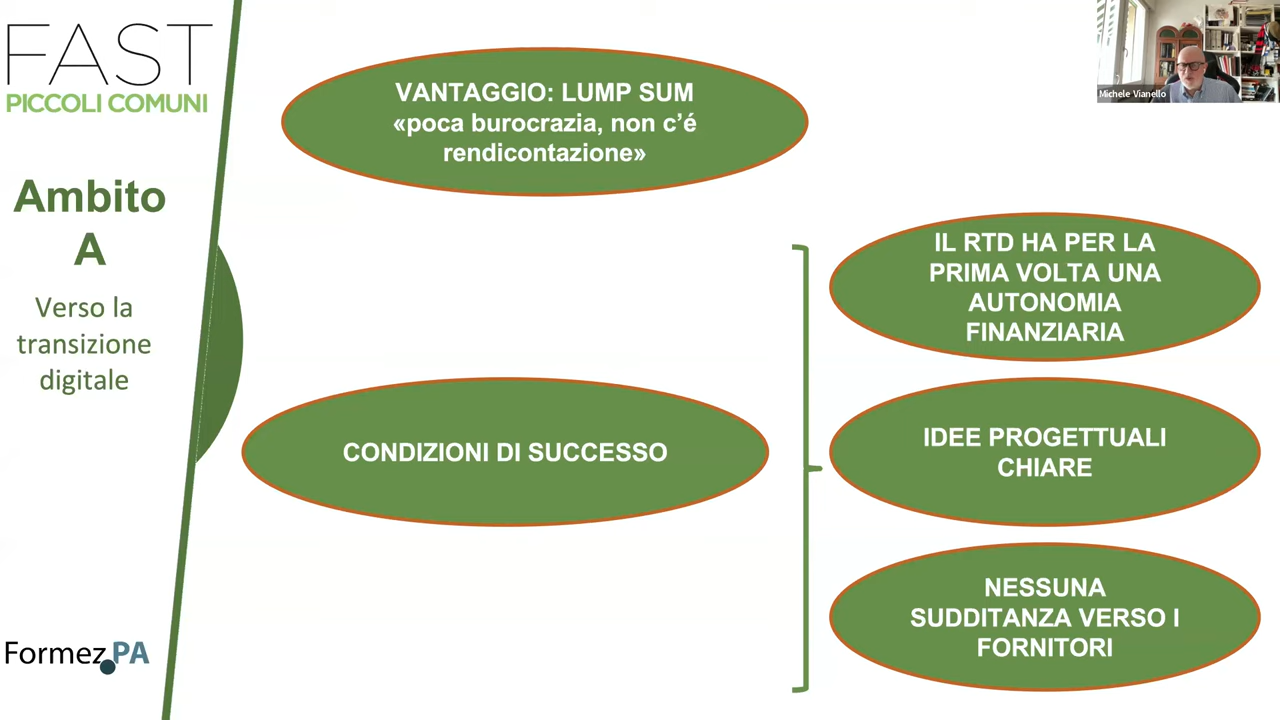 FAST
PICCOLI COMUNI
Ambito
A
Verso la
transizione
digitale
Formez.PA
VANTAGGIO: LUMP SUM
«poca burocrazia, non c’é
rendicontazione»
CONDIZIONI DI SUCCESSO
IL RTD HA PER LA
PRIMA VOLTA UNA
AUTONOMIA
FINANZIARIA
IDEE PROGETTUALI
CHIARE
NESSUNA
SUDDITANZA VERSO I
FORNITORI
Michele Vianello